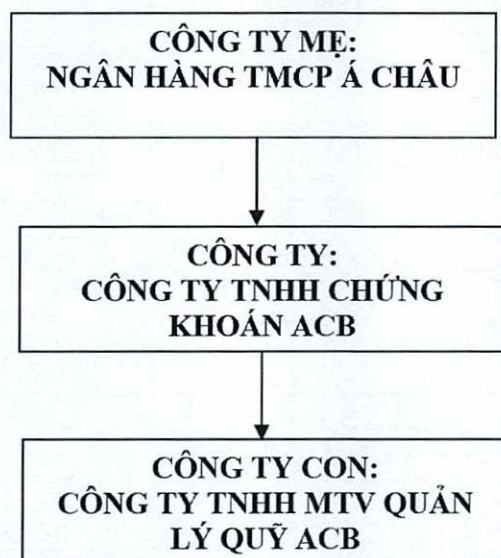 CÔNG TY MẸ:
NGÂN HÀNG TMCP Á CHÂU
CÔNG TY:
CÔNG TY TNHH CHỨNG
KHOÁN ACB
CÔNG TY CON:
CÔNG TY TNHH MTV QUẢN
LÝ QUỸ ACB